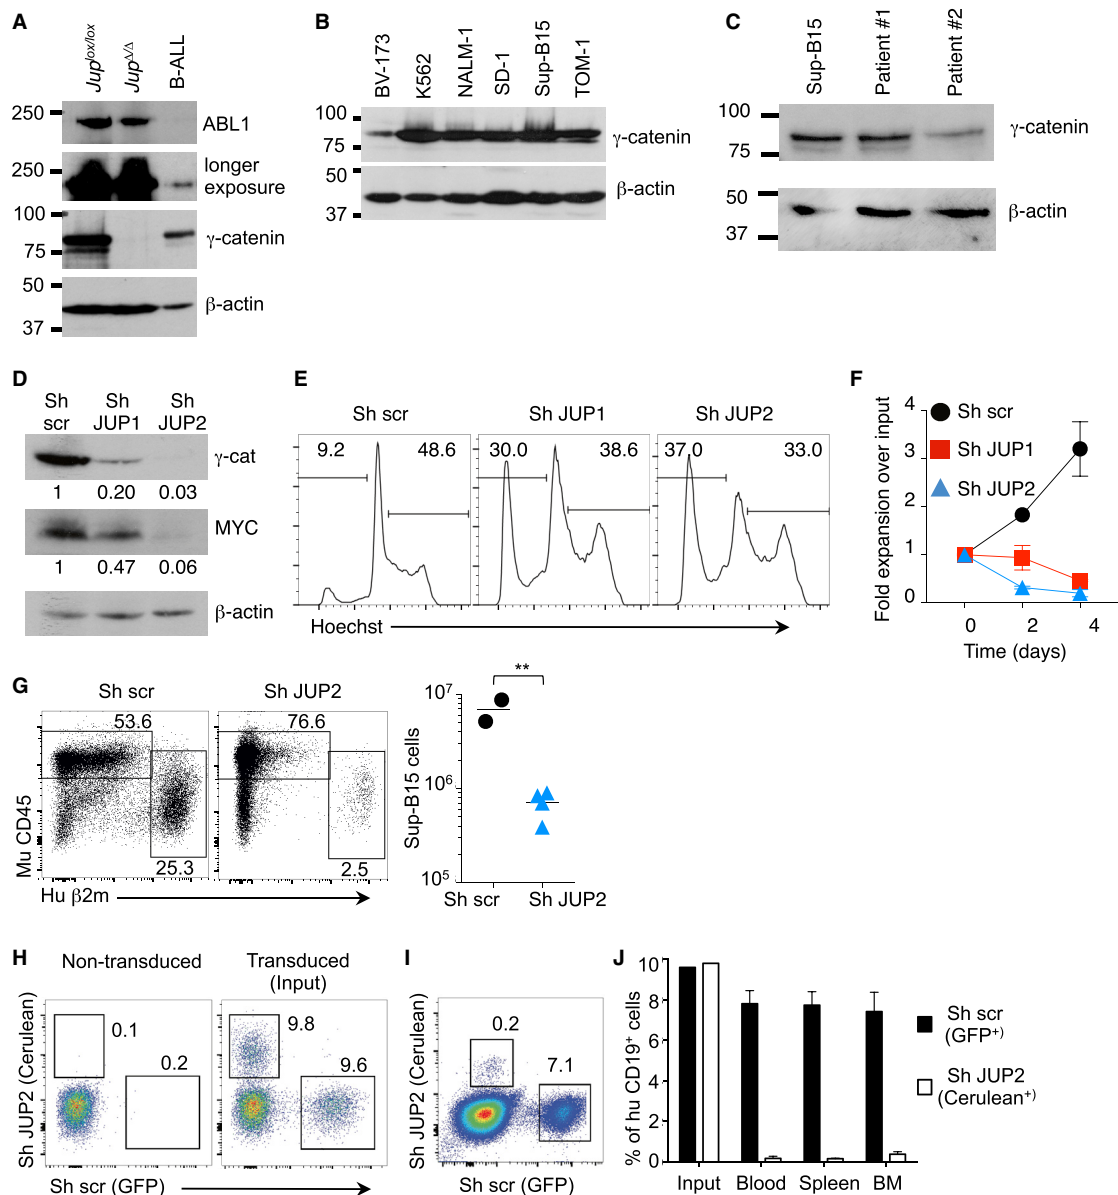 A
Jup lox/lox
Jup Δ/Δ
B-ALL
250
ABL1
250
longer
exposure
100
75
γ-catenin
50
37
β-actin
B
BV-173
K562
NALM-1
SD-1
Sup-B15
TOM-1
100
75
γ-catenin
50
37
β-actin
C
Sup-B15
Patient #1
Patient #2
100
75
γ-catenin
50
37
β-actin
D
Sh scr
Sh JUP1
Sh JUP2
γ-cat
1 0.20 0.03
MYC
1 0.47 0.06
β-actin
E
Sh scr
Sh JUP1
Sh JUP2
9.2 48.6
30.0 38.6
37.0 33.0
Hoechst
F
Fold expansion over input
4
3
2
1
0
Sh scr
Sh JUP1
Sh JUP2
0 2 4
Time (days)
G
Sh scr
Sh JUP2
53.6
25.3
76.6
2.5
Mu CD45
Hu β2m
**
Sup-B15 cells
10⁷
10⁶
10⁵
Sh scr
Sh JUP2
H
Non-transduced
Transduced
(Input)
Sh JUP2 (Cerulean)
0.1
0.2
9.8
9.6
Sh scr (GFP)
I
Sh JUP2 (Cerulean)
0.2
7.1
Sh scr (GFP)
J
% of hu CD19⁺ cells
10
8
6
4
2
0
Input Blood Spleen BM
Sh scr
(GFP⁺⁾
Sh JUP2
(Cerulean⁺⁾